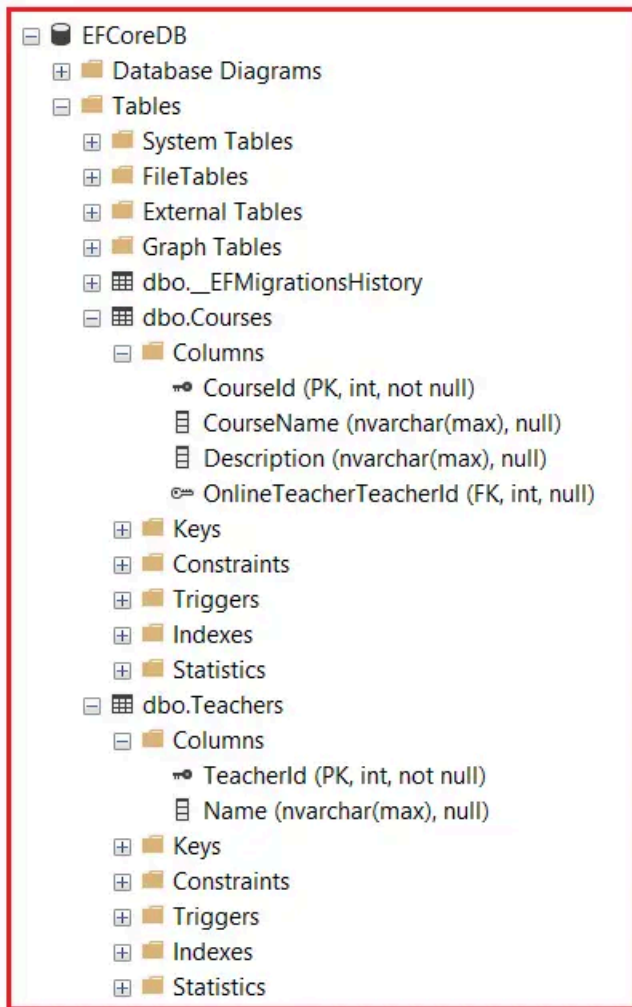 EFCoreDB
Database Diagrams
Tables
System Tables
FileTables
External Tables
Graph Tables
dbo.__EFMigrationsHistory
dbo.Courses
Columns
CourseId (PK, int, not null)
CourseName (nvarchar(max), null)
Description (nvarchar(max), null)
OnlineTeacherTeacherId (FK, int, null)
Keys
Constraints
Triggers
Indexes
Statistics
dbo.Teachers
Columns
TeacherId (PK, int, not null)
Name (nvarchar(max), null)
Keys
Constraints
Triggers
Indexes
Statistics